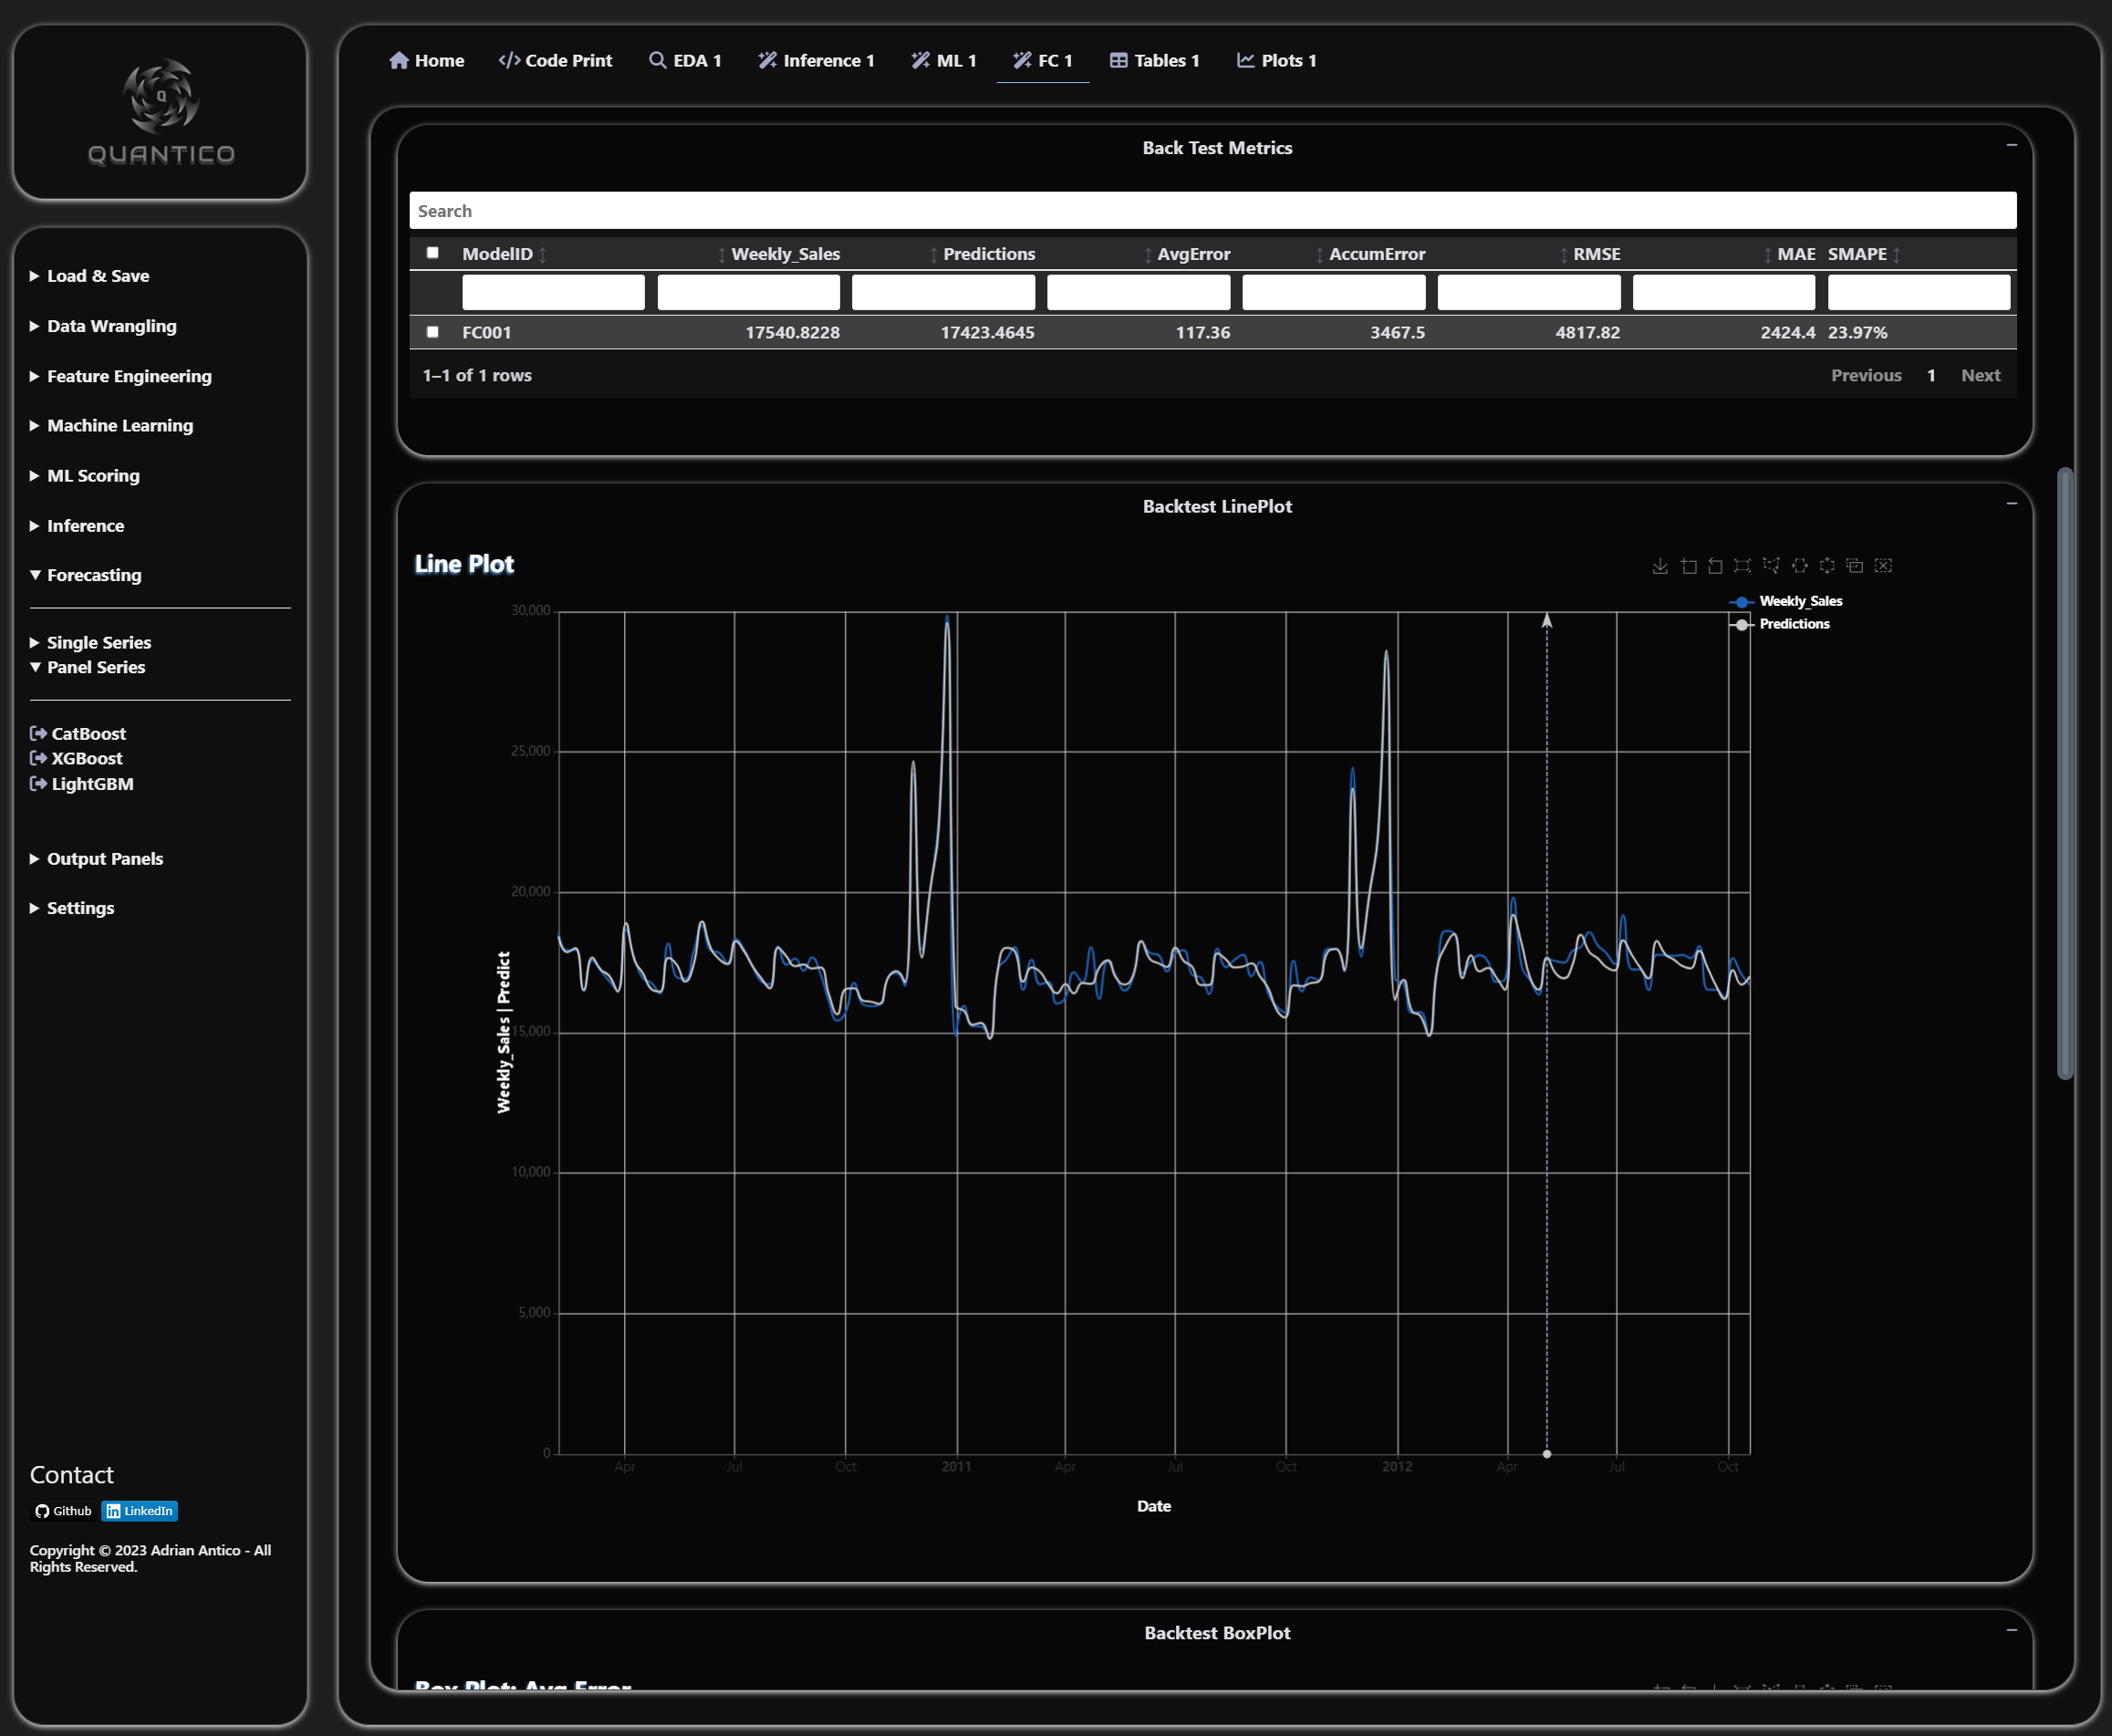 QUANTICO
Load & Save
Data Wrangling
Feature Engineering
Machine Learning
ML Scoring
Inference
Forecasting
Single Series
Panel Series
CatBoost
XGBoost
LightGBM
Output Panels
Settings
Contact
Github LinkedIn
Copyright © 2023 Adrian Antico - All
Rights Reserved.
Home Code Print EDA 1 Inference 1 ML 1 FC 1 Tables 1 Plots 1
Back Test Metrics
Search
ModelID Weekly_Sales Predictions AvgError AccumError RMSE MAE SMAPE
FC001 17540.8228 17423.4645 117.36 3467.5 4817.82 2424.4 23.97%
1–1 of 1 rows Previous 1 Next
Backtest LinePlot
Line Plot
Weekly_Sales
Predictions
30,000
25,000
20,000
15,000
10,000
5,000
0
Weekly_Sales | Predict
Apr Jul Oct 2011 Apr Jul Oct 2012 Apr Jul Oct
Date
Backtest BoxPlot
Box Plot: Avg Error